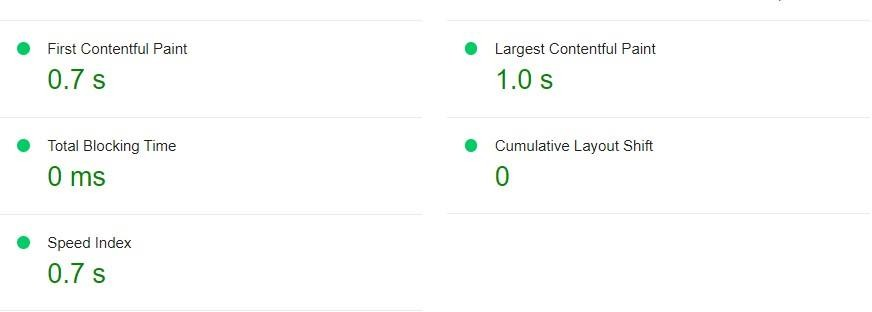 First Contentful Paint
0.7 s
Largest Contentful Paint
1.0 s
Total Blocking Time
0 ms
Cumulative Layout Shift
0
Speed Index
0.7 s